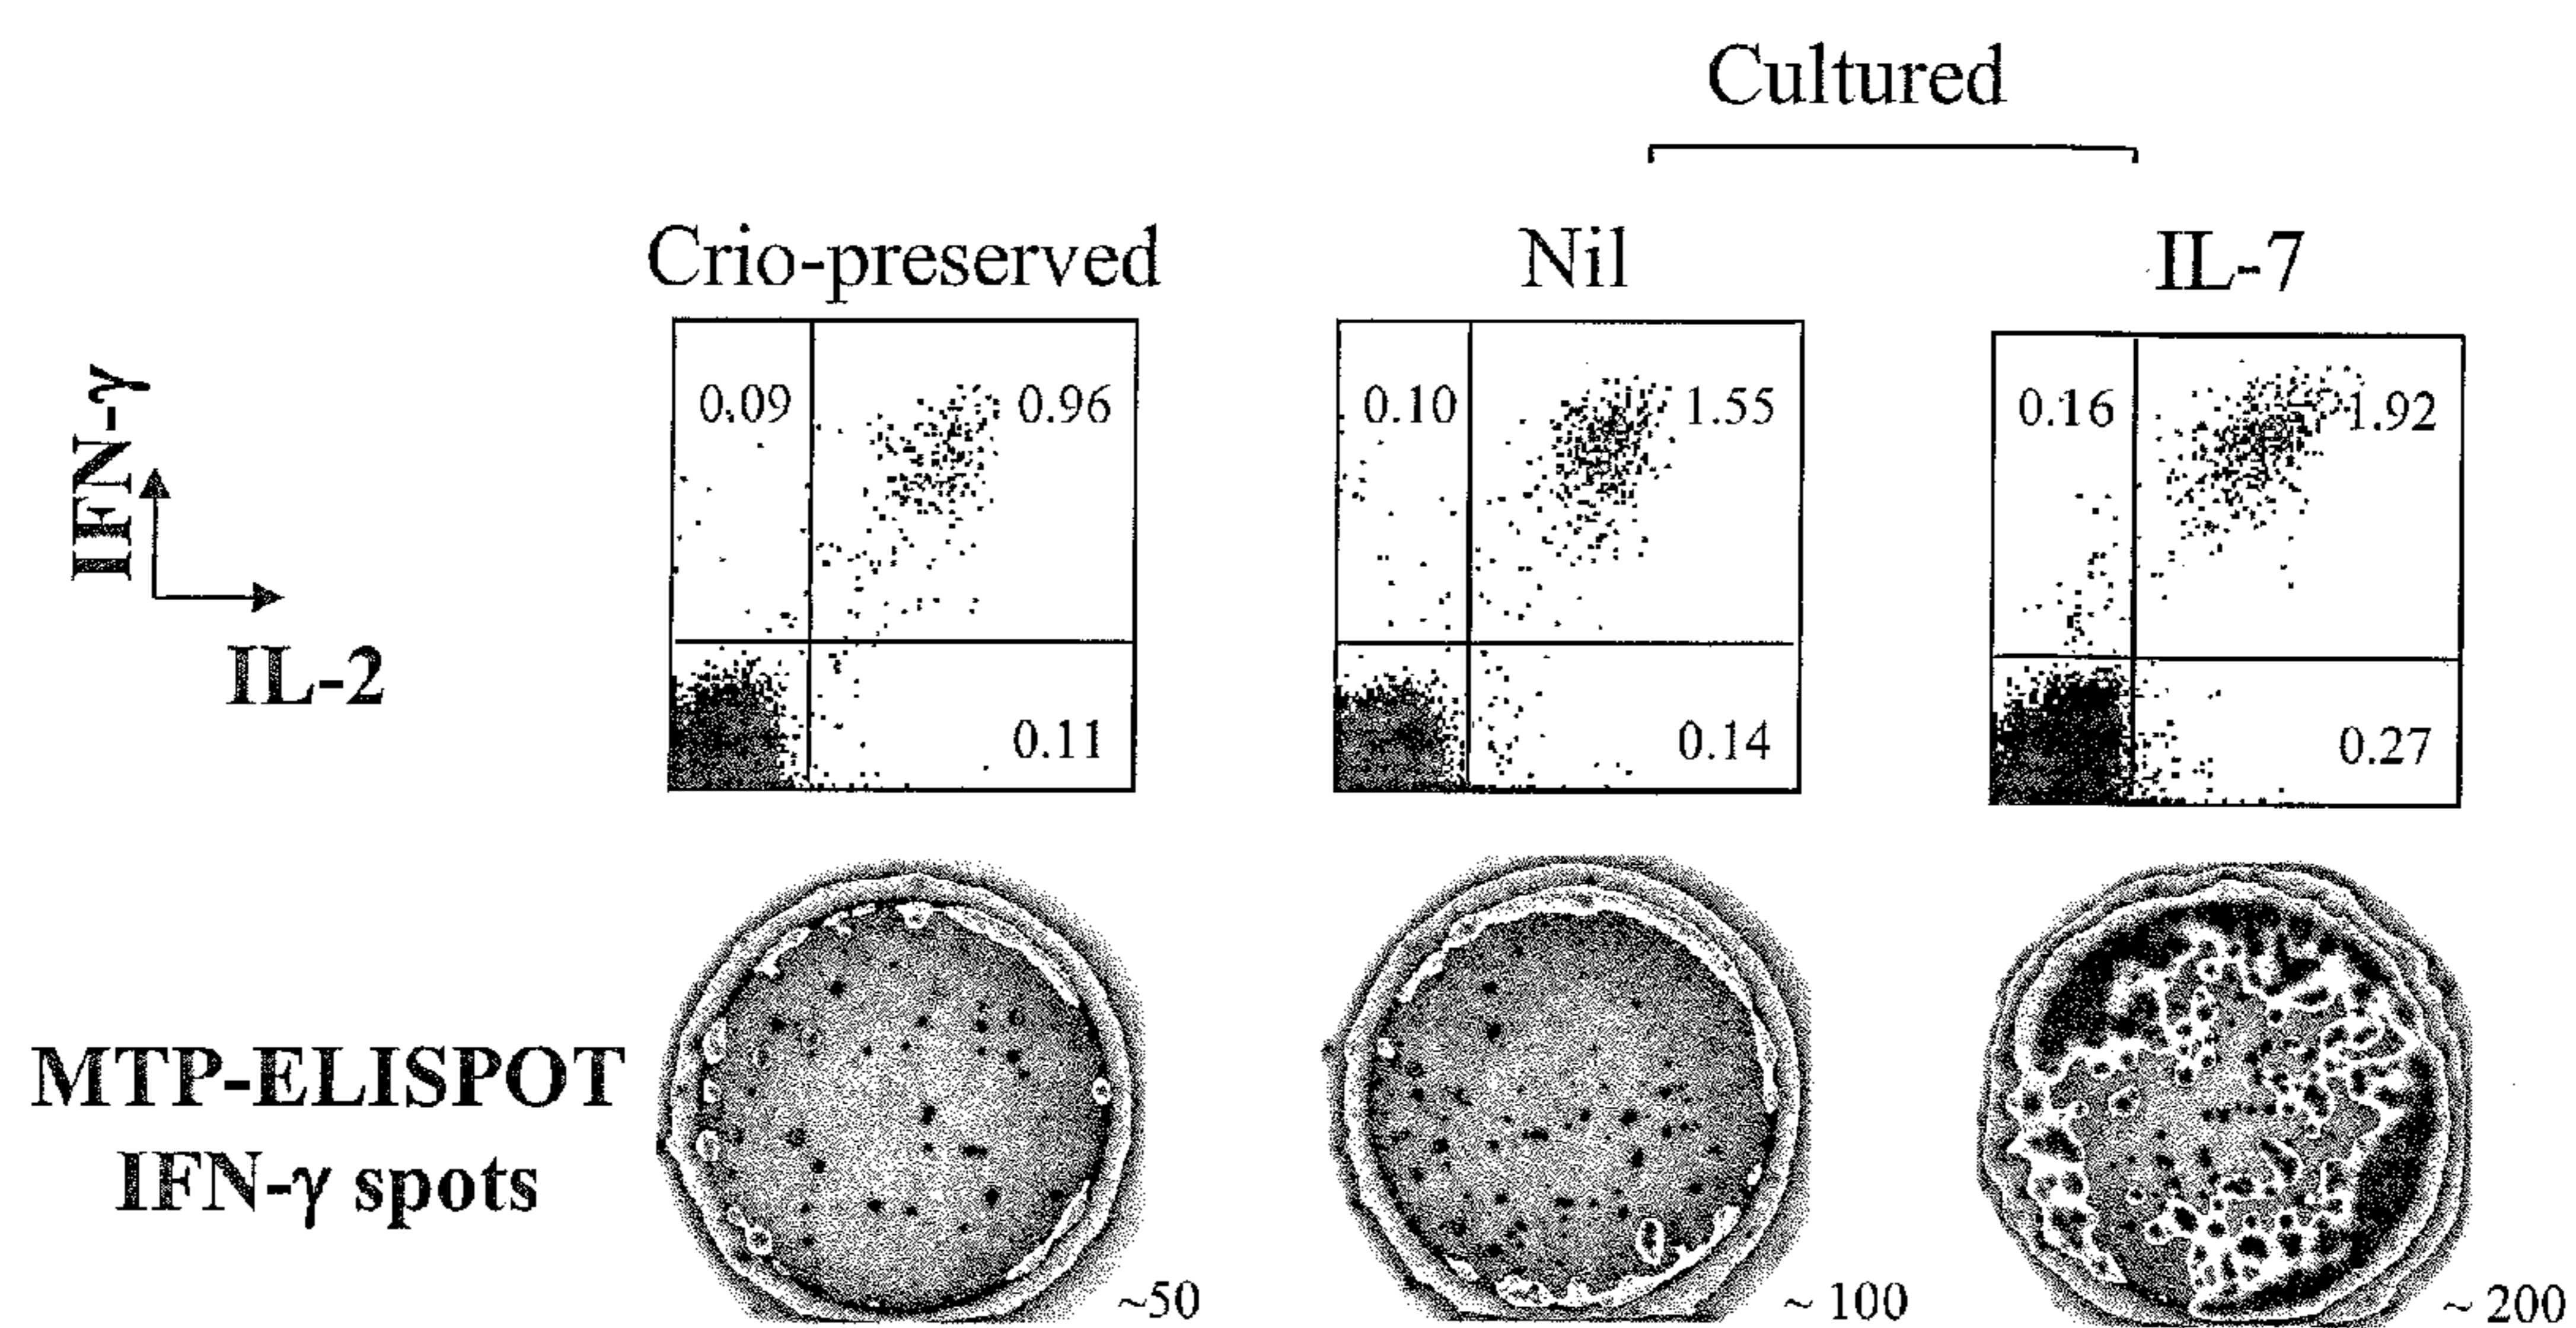 Cultured
Crio-preserved Nil IL-7
IFN-γ
IL-2
0.09 0.96
0.11
0.10 1.55
0.14
0.16 1.92
0.27
MTP-ELISPOT
IFN-γ spots
~50
~ 100
~ 200